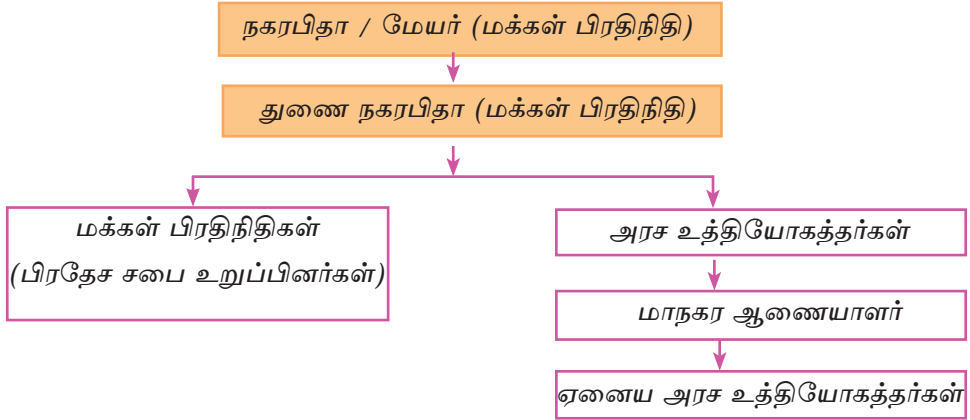 நகரபிதா / மேயர் (மக்கள் பிரதிநிதி)
துணை நகரபிதா (மக்கள் பிரதிநிதி)
மக்கள் பிரதிநிதிகள்
(பிரதேச சபை உறுப்பினர்கள்)
அரச உத்தியோகத்தர்கள்
மாநகர ஆணையாளர்
ஏனைய அரச உத்தியோகத்தர்கள்